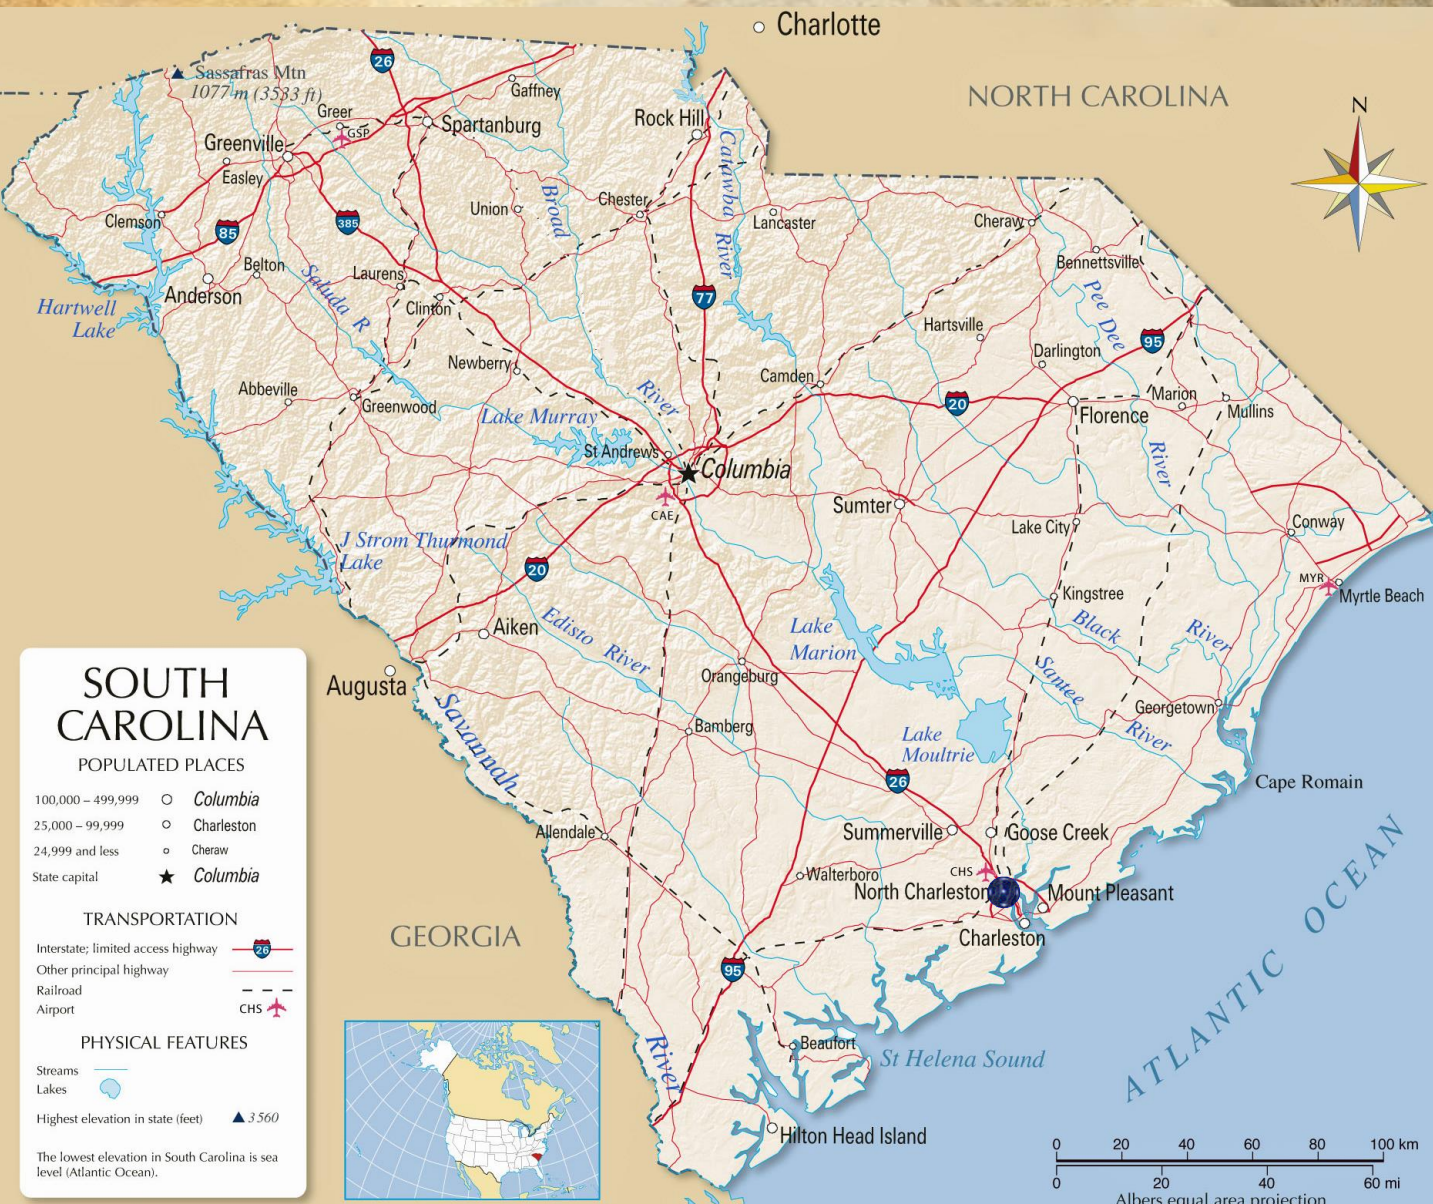 Charlotte
NORTH CAROLINA
N
26
Sassafras Mtn
1077 m (3533 ft)
Gaffney
Greer
GSP
Spartanburg
Rock Hill
Greenville
Easley
Catawba
River
Broad
River
Union
Chester
Lancaster
Cheraw
Clemson
85
385
Belton
Saluda R
Laurens
Bennettsville
Anderson
Clinton
77
Pee Dee
River
Hartwell
Lake
Hartsville
95
Newberry
Camden
Darlington
Abbeville
Greenwood
Lake Murray
20
Marion
Mullins
Florence
St Andrews
Columbia
CAE
Sumter
Lake City
Conway
J Strom Thurmond
Lake
20
MYR
Myrtle Beach
Kingstree
Aiken
Edisto River
Lake
Marion
Black
River
Augusta
Orangeburg
Santee
River
Savannah
River
Georgetown
Bamberg
Lake
Moultrie
26
Cape Romain
Allendale
Summerville
Goose Creek
Walterboro
CHS
North Charleston
Mount Pleasant
Charleston
GEORGIA
95
ATLANTIC OCEAN
Beaufort
St Helena Sound
Hilton Head Island
SOUTH
CAROLINA
POPULATED PLACES
100,000 – 499,999 Columbia
25,000 – 99,999 Charleston
24,999 and less Cheraw
State capital Columbia
TRANSPORTATION
Interstate; limited access highway 26
Other principal highway
Railroad
Airport CHS
PHYSICAL FEATURES
Streams
Lakes
Highest elevation in state (feet) 3560
The lowest elevation in South Carolina is sea
level (Atlantic Ocean).
0 20 40 60 80 100 km
0 20 40 60 mi
Albers equal area projection